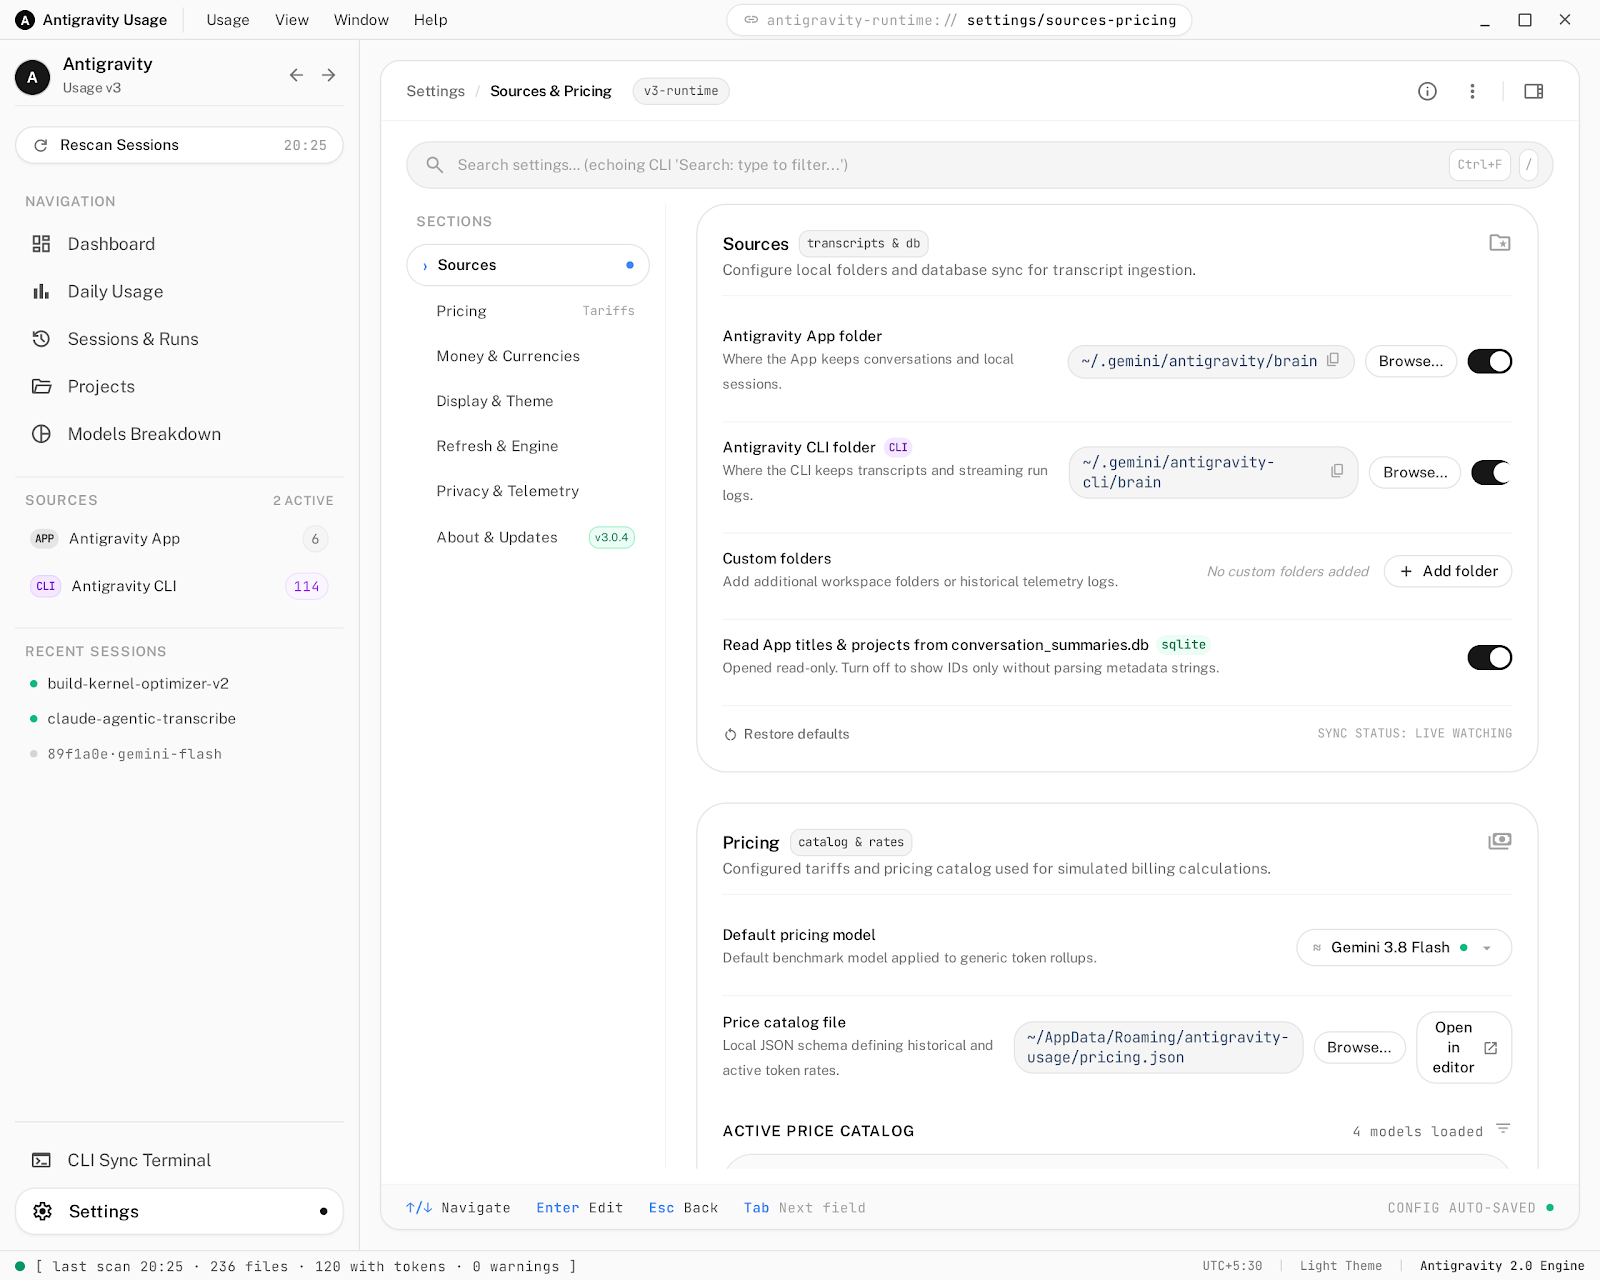 A Antigravity Usage Usage View Window Help antigravity-runtime:// settings/sources-pricing
A Antigravity
Usage v3
Rescan Sessions 20:25
NAVIGATION
Dashboard
Daily Usage
Sessions & Runs
Projects
Models Breakdown
SOURCES 2 ACTIVE
APP Antigravity App 6
CLI Antigravity CLI 114
RECENT SESSIONS
build-kernel-optimizer-v2
claude-agentic-transcribe
89f1a0e·gemini-flash
CLI Sync Terminal
Settings
Settings / Sources & Pricing v3-runtime
Search settings... (echoing CLI 'Search: type to filter...') Ctrl+F /
SECTIONS
› Sources
Pricing Tariffs
Money & Currencies
Display & Theme
Refresh & Engine
Privacy & Telemetry
About & Updates v3.0.4
Sources transcripts & db
Configure local folders and database sync for transcript ingestion.
Antigravity App folder
Where the App keeps conversations and local
sessions.
~/.gemini/antigravity/brain Browse...
Antigravity CLI folder CLI
Where the CLI keeps transcripts and streaming run
logs.
~/.gemini/antigravity-
cli/brain
Browse...
Custom folders
Add additional workspace folders or historical telemetry logs.
No custom folders added + Add folder
Read App titles & projects from conversation_summaries.db sqlite
Opened read-only. Turn off to show IDs only without parsing metadata strings.
Restore defaults SYNC STATUS: LIVE WATCHING
Pricing catalog & rates
Configured tariffs and pricing catalog used for simulated billing calculations.
Default pricing model
Default benchmark model applied to generic token rollups.
≈ Gemini 3.8 Flash
Price catalog file
Local JSON schema defining historical and
active token rates.
~/AppData/Roaming/antigravity-
usage/pricing.json
Browse...
Open
in
editor
ACTIVE PRICE CATALOG 4 models loaded
↑/↓ Navigate Enter Edit Esc Back Tab Next field CONFIG AUTO-SAVED
[ last scan 20:25 · 236 files · 120 with tokens · 0 warnings ] UTC+5:30 | Light Theme | Antigravity 2.0 Engine